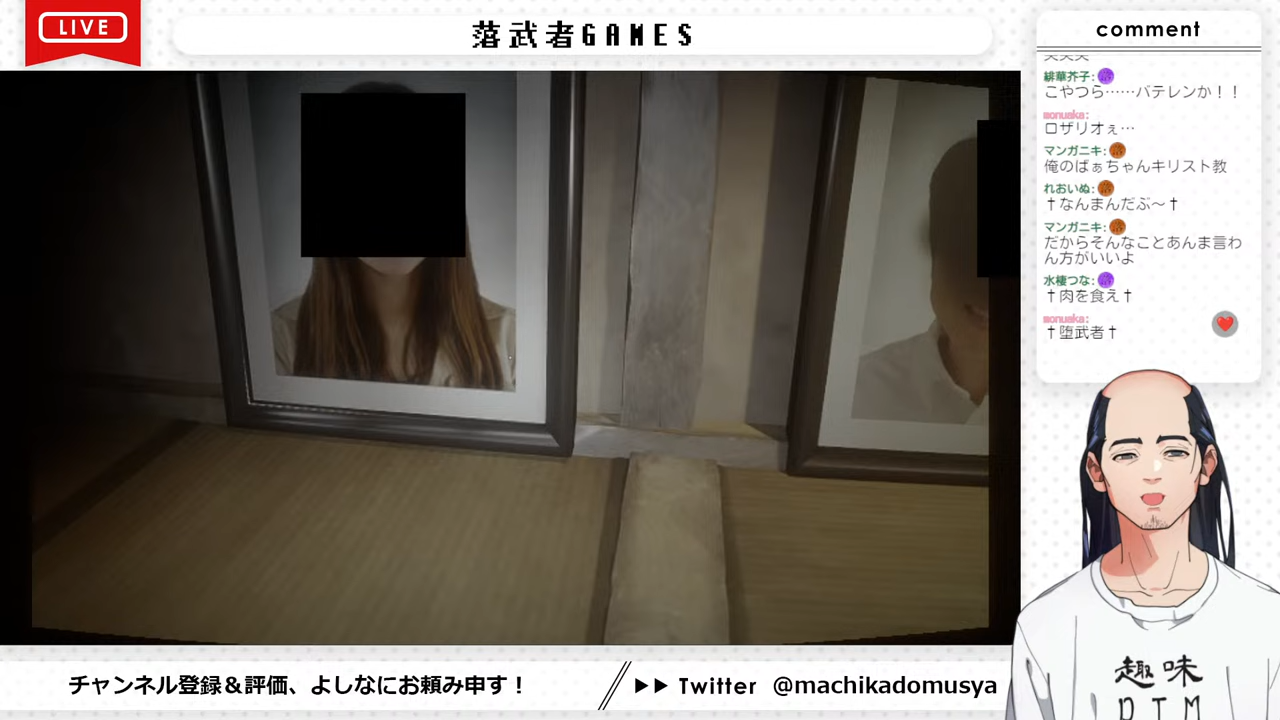 LIVE
落武者GAMES
comment
緋華芥子:
こやつら……バテレンか！！
monuaka:
ロザリオぇ…
マンガニキ:
俺のばぁちゃんキリスト教
れおいぬ:
†なんまんだぶ～†
マンガニキ:
だからそんなことあんま言わ
ん方がいいよ
水棲つな:
†肉を食え†
monuaka:
†堕武者†
趣味
DTM
チャンネル登録＆評価、よしなにお頼み申す！
▶▶ Twitter @machikadomusya